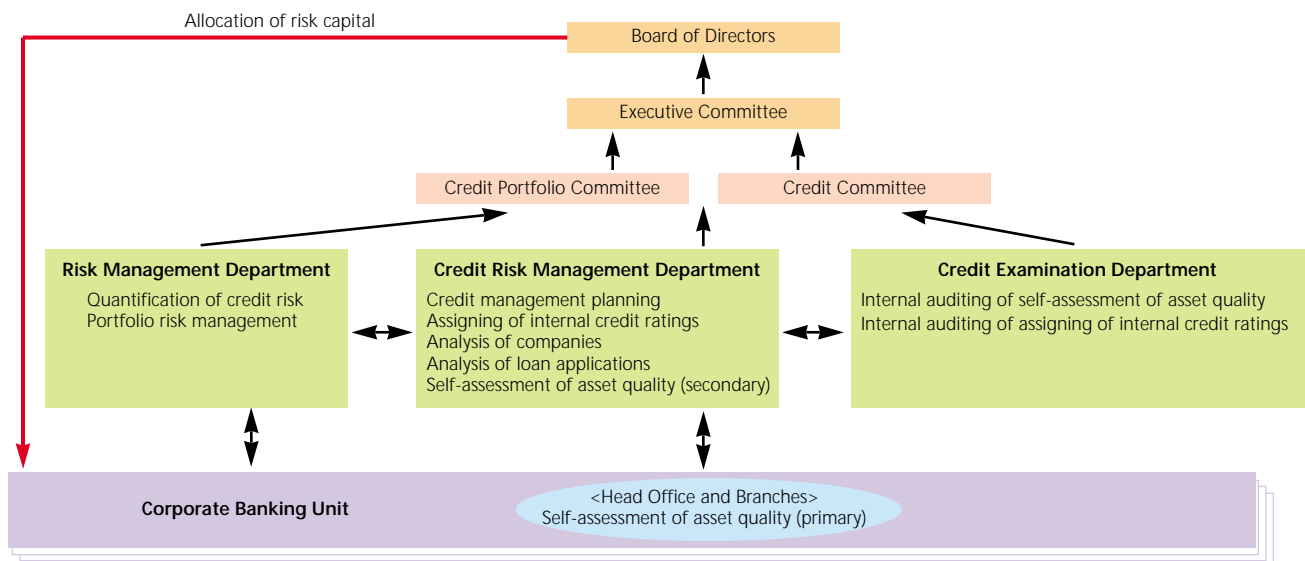 Allocation of risk capital
Board of Directors
Executive Committee
Credit Portfolio Committee
Credit Committee
Risk Management Department
Quantification of credit risk
Portfolio risk management
Credit Risk Management Department
Credit management planning
Assigning of internal credit ratings
Analysis of companies
Analysis of loan applications
Self-assessment of asset quality (secondary)
Credit Examination Department
Internal auditing of self-assessment of asset quality
Internal auditing of assigning of internal credit ratings
Corporate Banking Unit
<Head Office and Branches>
Self-assessment of asset quality (primary)